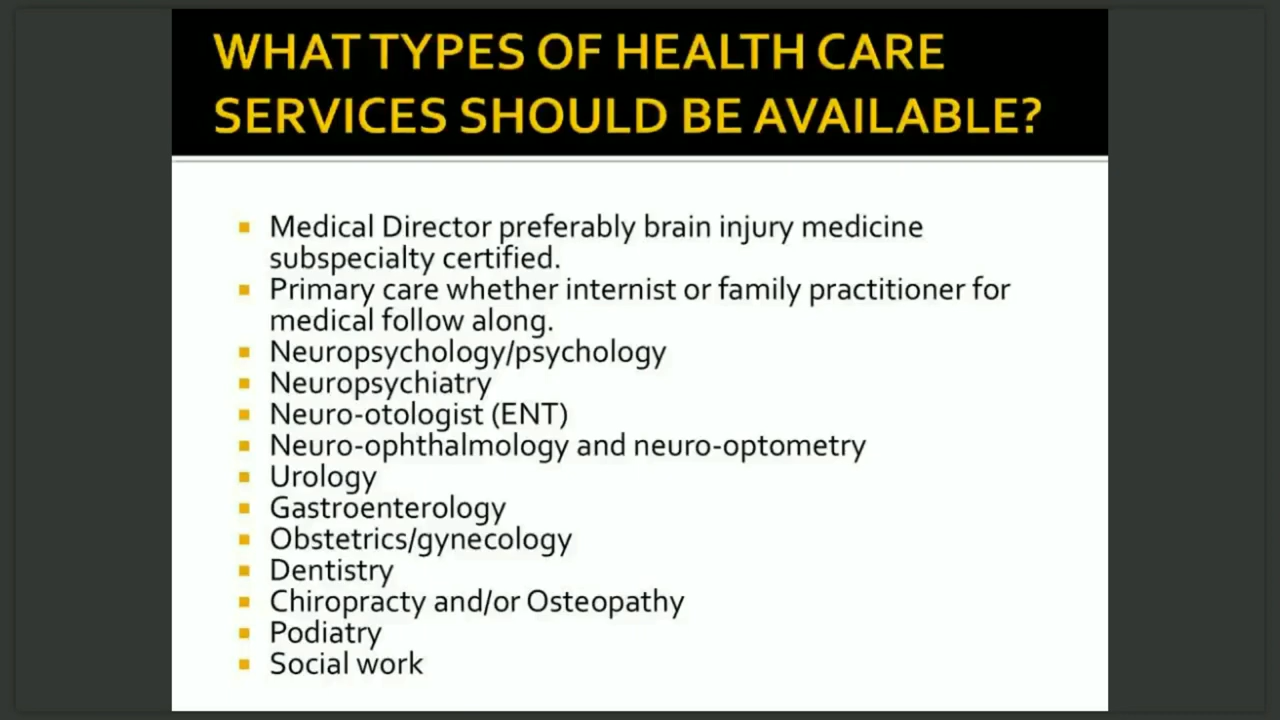 WHAT TYPES OF HEALTH CARE
SERVICES SHOULD BE AVAILABLE?
Medical Director preferably brain injury medicine
subspecialty certified.
Primary care whether internist or family practitioner for
medical follow along.
Neuropsychology/psychology
Neuropsychiatry
Neuro-otologist (ENT)
Neuro-ophthalmology and neuro-optometry
Urology
Gastroenterology
Obstetrics/gynecology
Dentistry
Chiropracty and/or Osteopathy
Podiatry
Social work